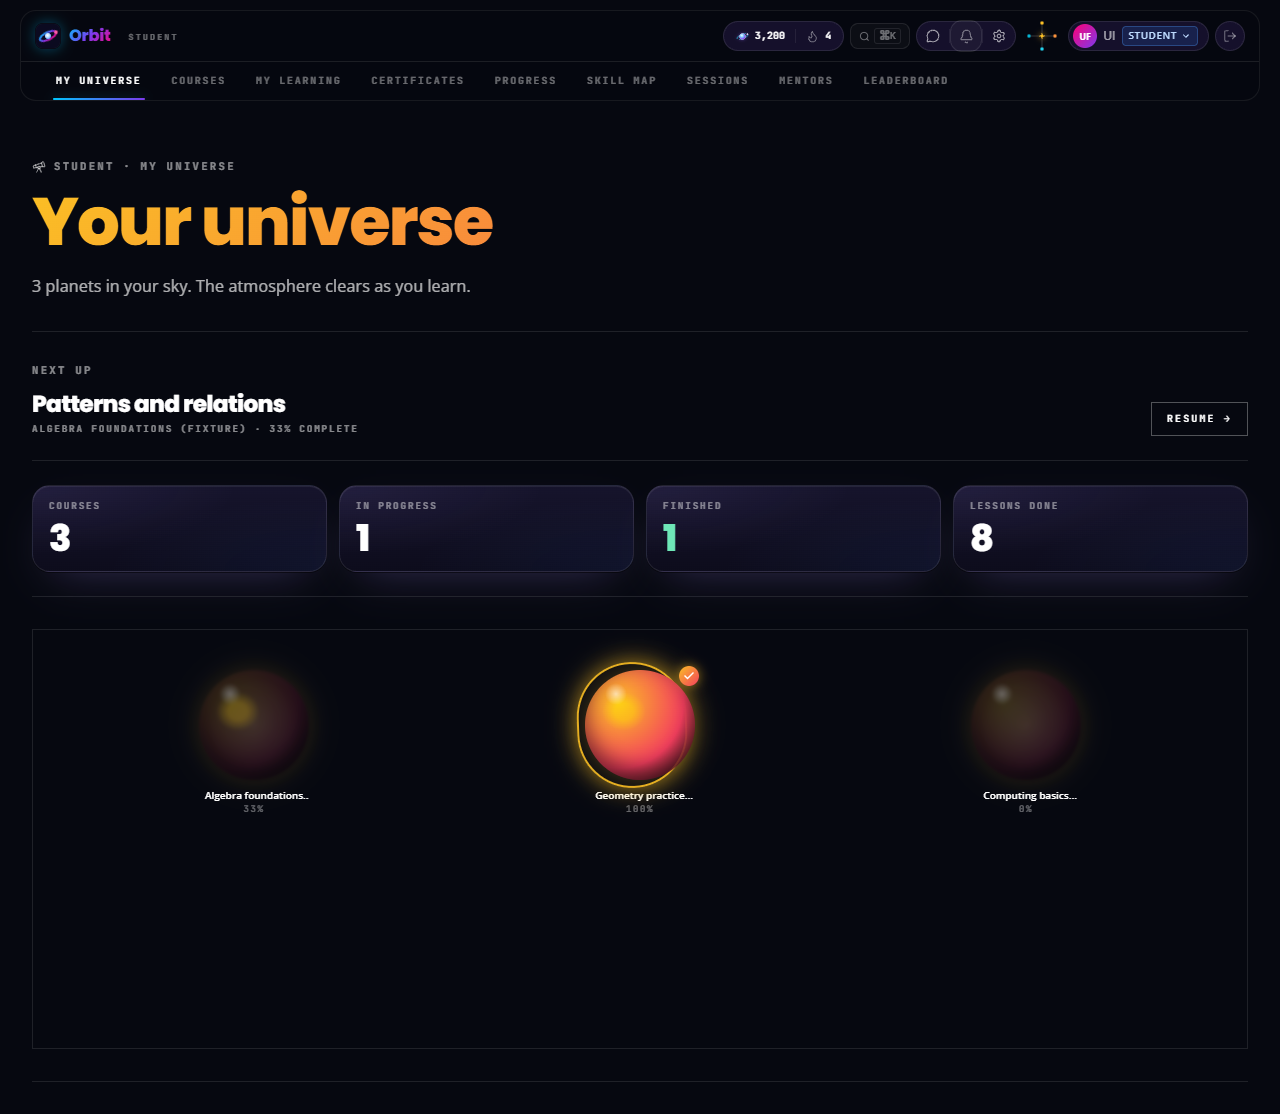 Orbit STUDENT
3,200 4 ⌘K UF UI STUDENT
MY UNIVERSE COURSES MY LEARNING CERTIFICATES PROGRESS SKILL MAP SESSIONS MENTORS LEADERBOARD
STUDENT · MY UNIVERSE
Your universe
3 planets in your sky. The atmosphere clears as you learn.
NEXT UP
Patterns and relations
ALGEBRA FOUNDATIONS (FIXTURE) · 33% COMPLETE
RESUME →
COURSES IN PROGRESS FINISHED LESSONS DONE
3 1 1 8
Algebra foundations.. Geometry practice... Computing basics...
33% 100% 0%